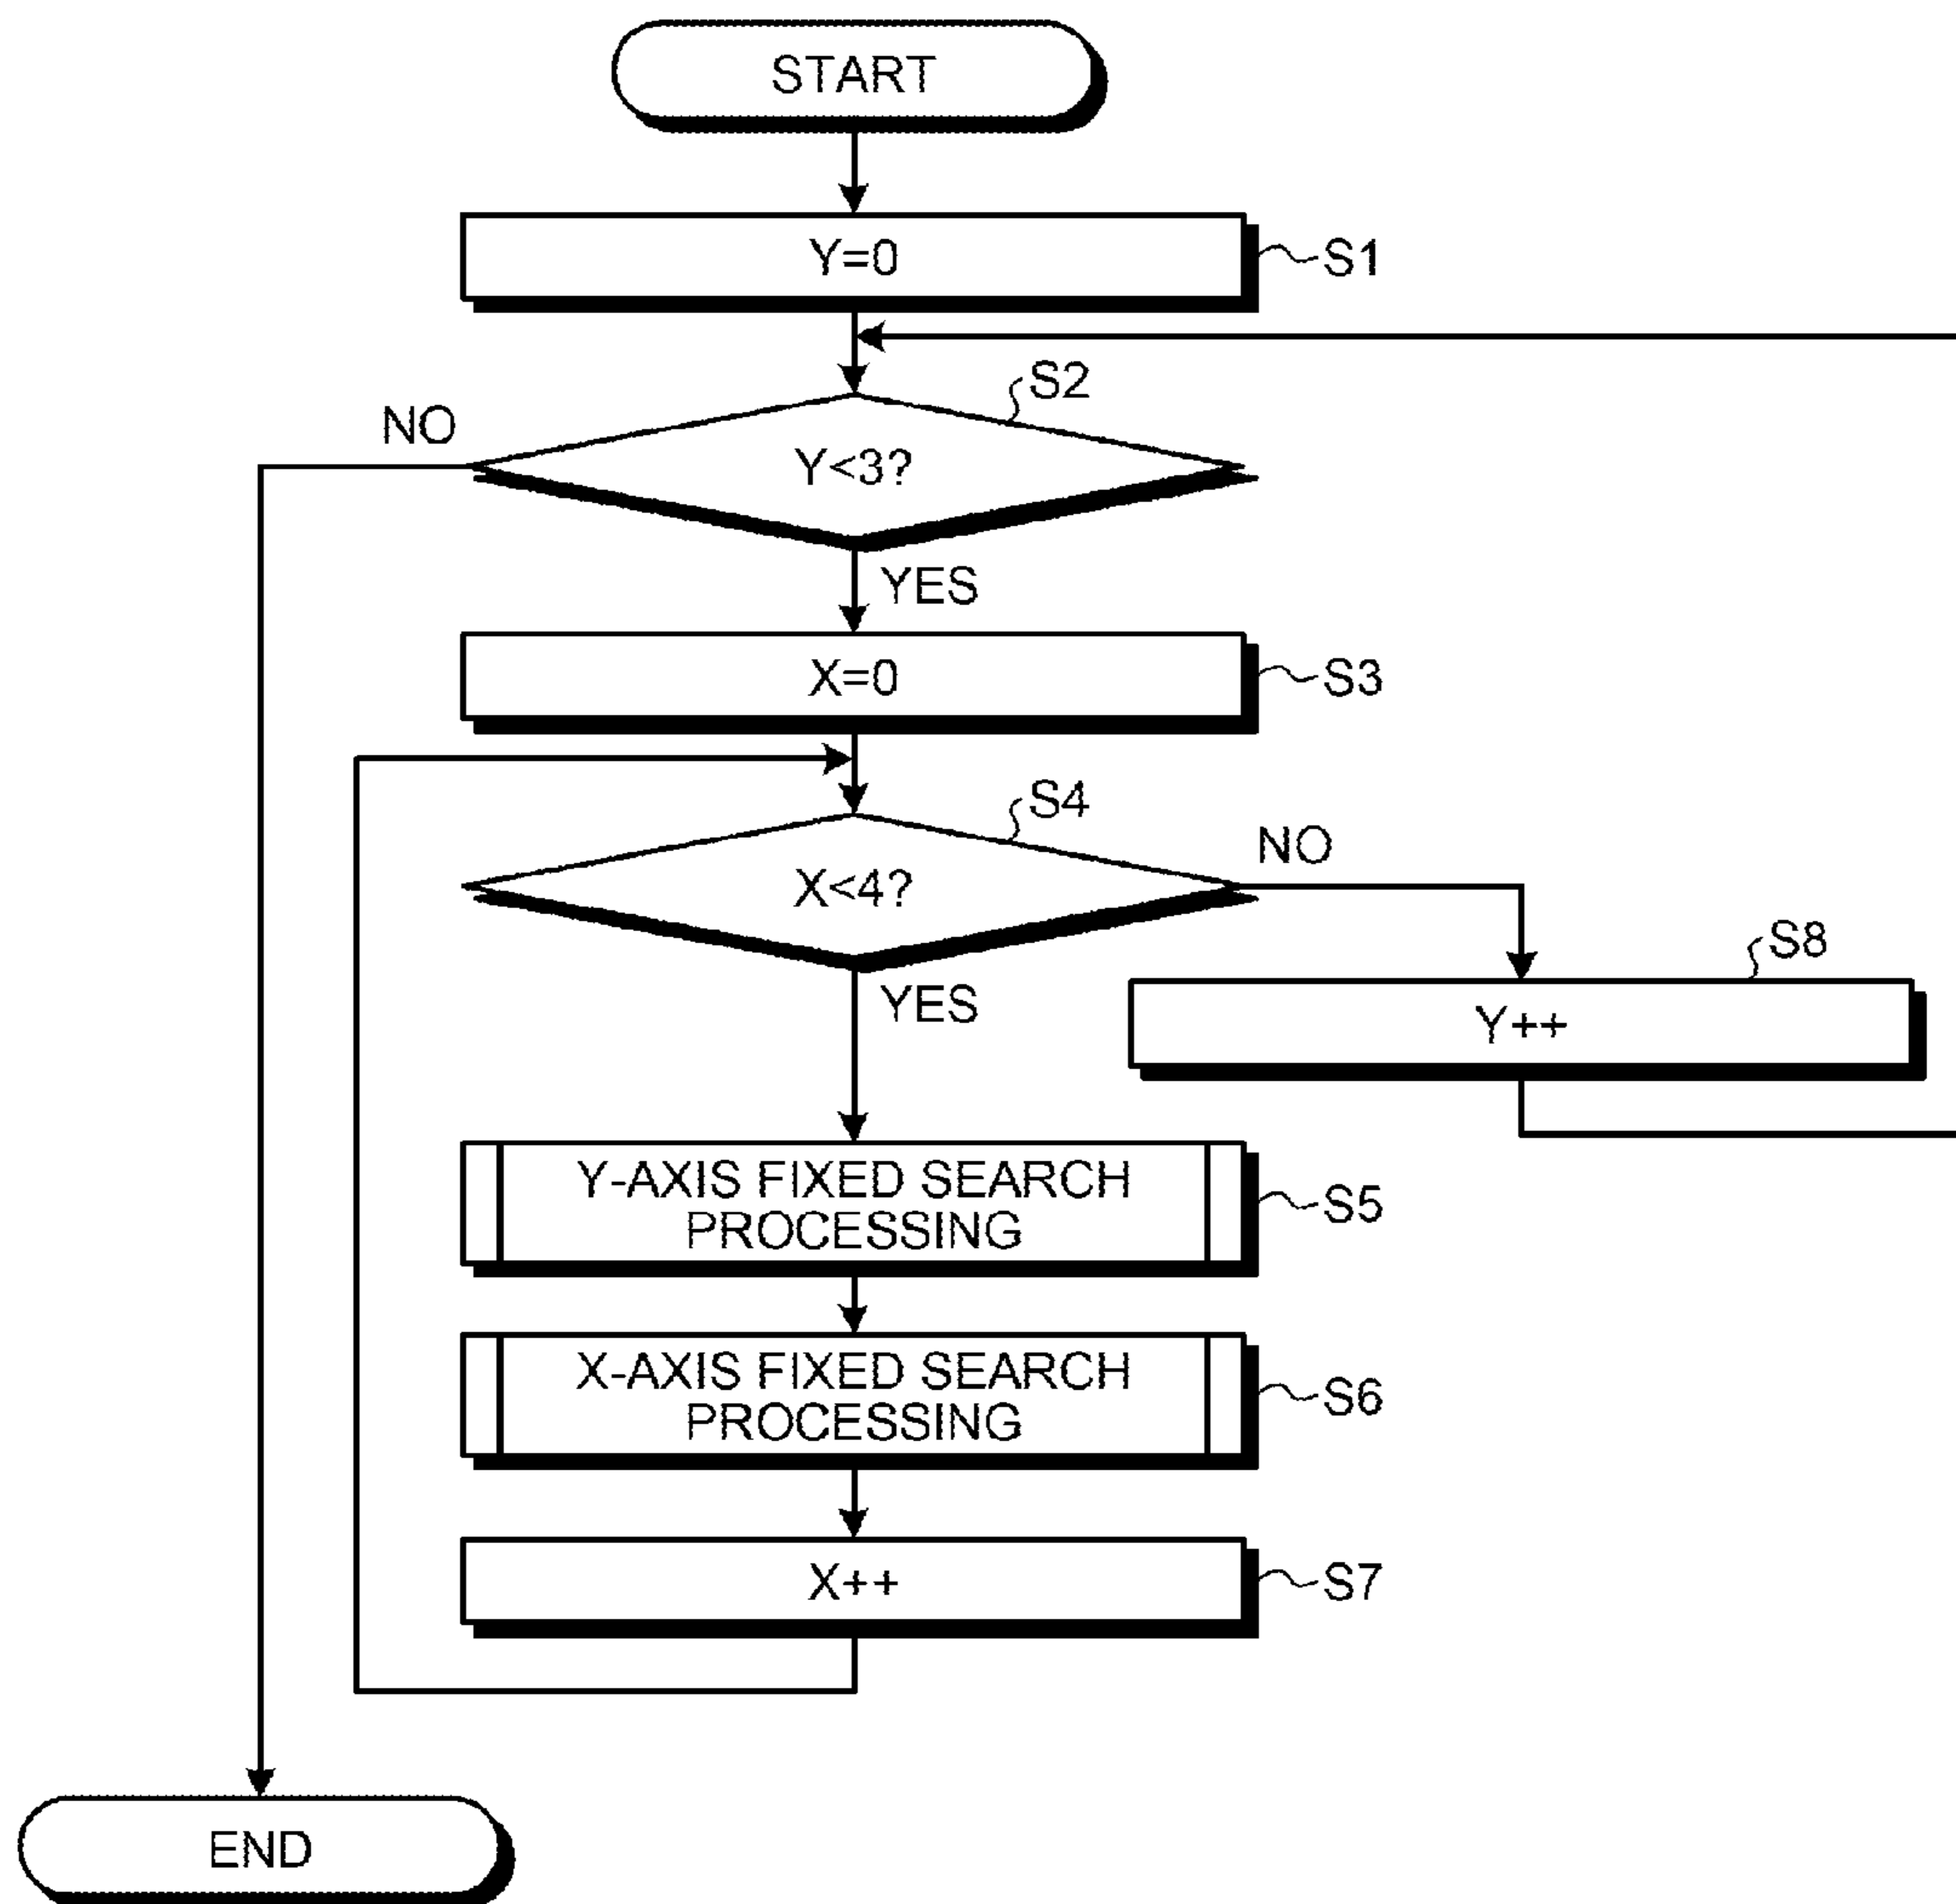 START
Y=0
S1
S2
NO
Y<3?
YES
X=0
S3
S4
NO
X<4?
S8
YES
Y++
Y-AXIS FIXED SEARCH
PROCESSING
S5
X-AXIS FIXED SEARCH
PROCESSING
S6
X++
S7
END